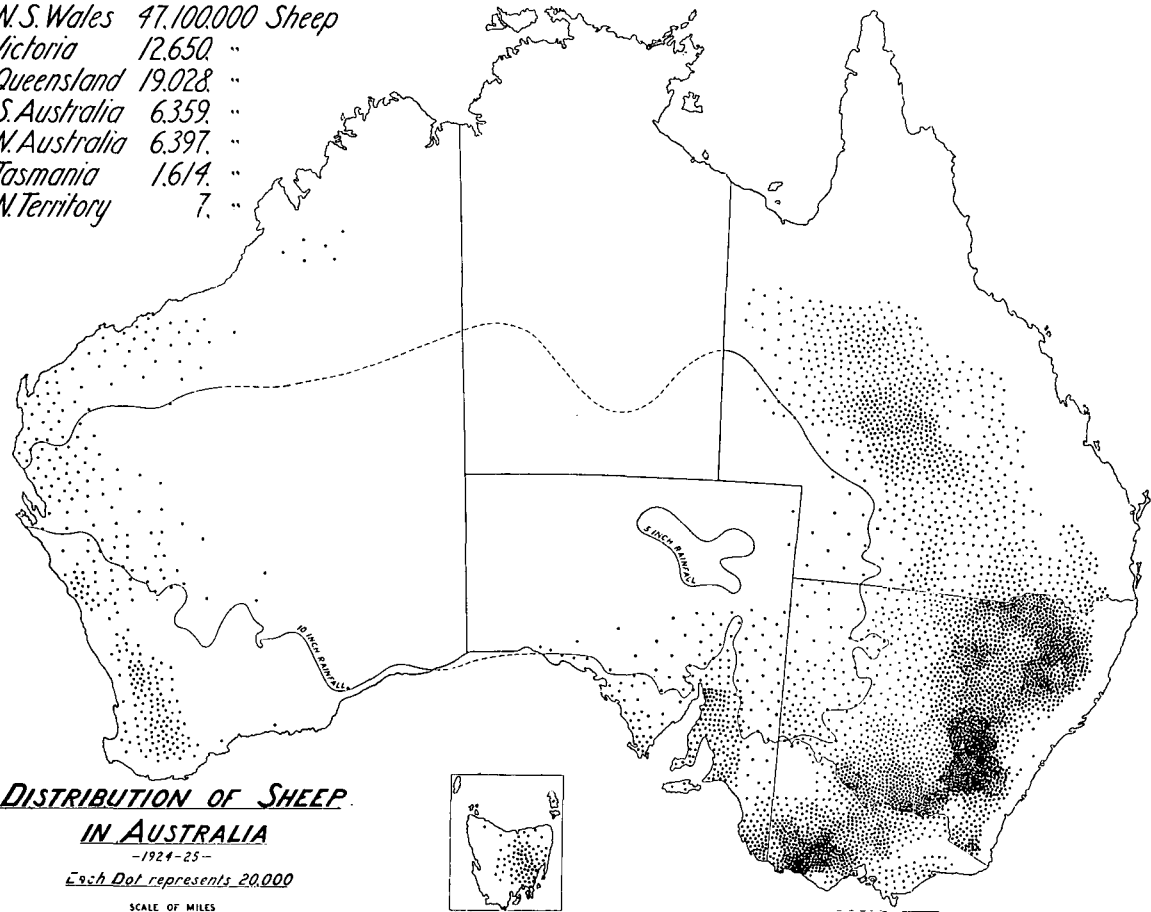 N.S.Wales 47.100.000 Sheep
Victoria 12.650. "
Queensland 19.028. "
S.Australia 6.359. "
W.Australia 6.397. "
Tasmania 1.614. "
N.Territory 7. "
5 INCH RAINFALL
10 INCH RAINFALL
DISTRIBUTION OF SHEEP.
IN AUSTRALIA
-1924-25-
Each Dot represents 20,000
SCALE OF MILES